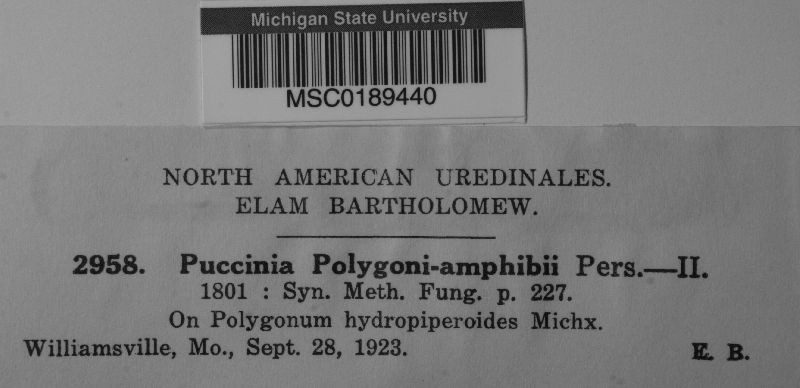 Michigan State University
MSC0189440
NORTH AMERICAN UREDINALES.
ELAM BARTHOLOMEW.
2958. Puccinia Polygoni-amphibii Pers.—II.
1801 : Syn. Meth. Fung. p. 227.
On Polygonum hydropiperoides Michx.
Williamsville, Mo., Sept. 28, 1923. E. B.